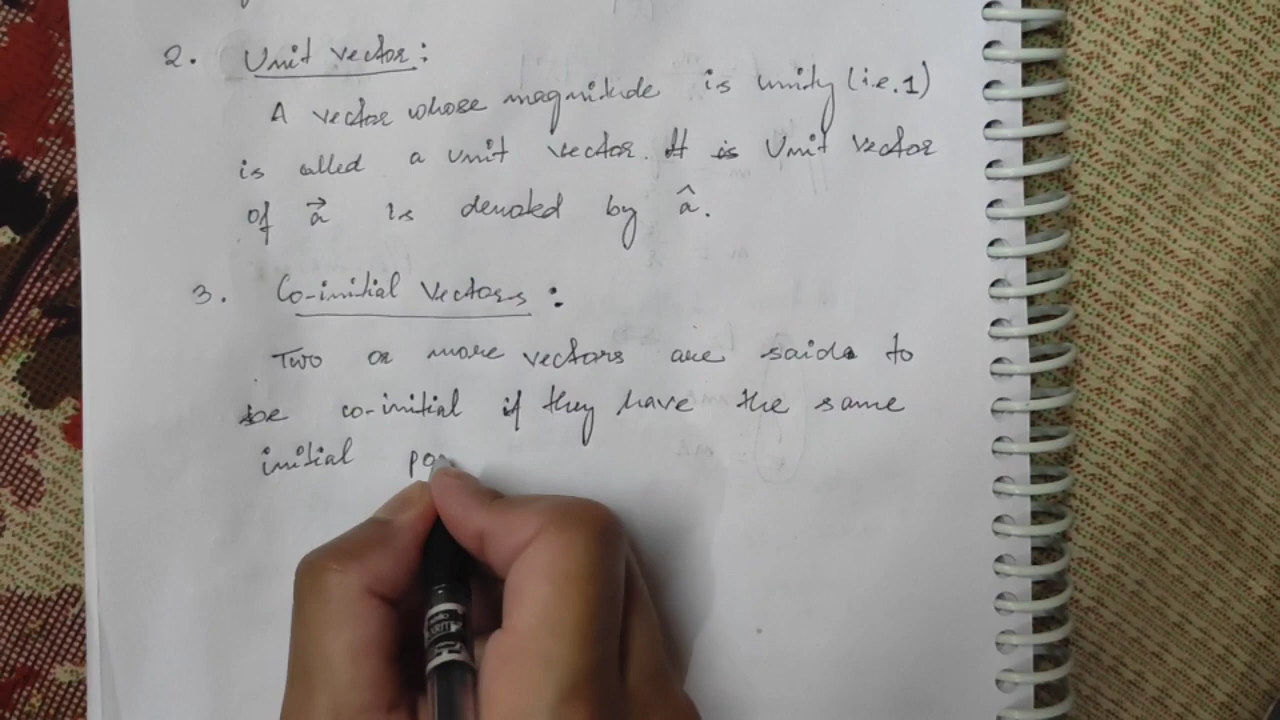 2. Unit vector:
A vector whose magnitude is unity (i.e. 1)
is called a unit vector. It is Unit vector
of a⃗ is denoted by â.
3. Co-initial Vectors:
Two or more vectors are said to
be co-initial if they have the same
initial po